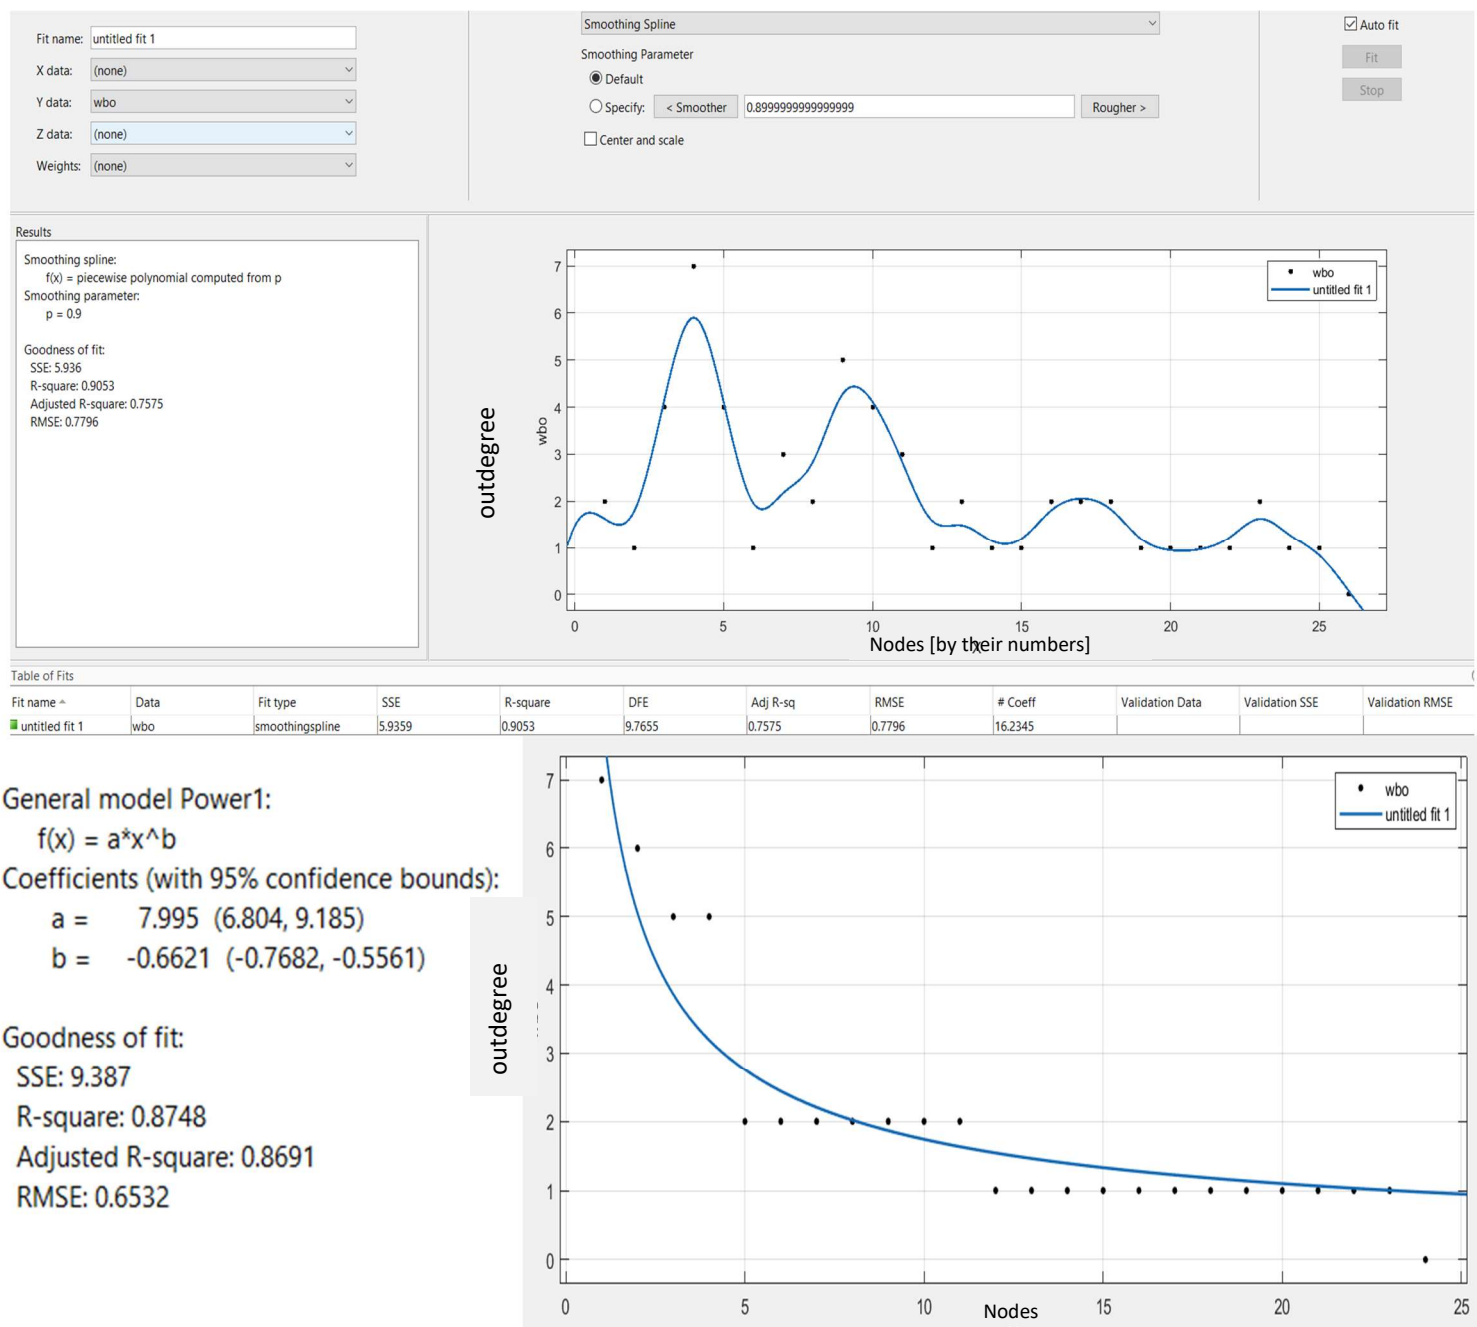 Fit name: untitled fit 1
X data: (none)
Y data: wbo
Z data: (none)
Weights: (none)
Smoothing Spline
Smoothing Parameter
Default
Specify: < Smoother 0.8999999999999999 Rougher >
Center and scale
Auto fit
Fit
Stop
Results
Smoothing spline:
f(x) = piecewise polynomial computed from p
Smoothing parameter:
p = 0.9
Goodness of fit:
SSE: 5.936
R-square: 0.9053
Adjusted R-square: 0.7575
RMSE: 0.7796
outdegree
wbo
7
6
5
4
3
2
1
0
wbo
untitled fit 1
0 5 10 15 20 25
Nodes [by their numbers]
Table of Fits
Fit name Data Fit type SSE R-square DFE Adj R-sq RMSE # Coeff Validation Data Validation SSE Validation RMSE
untitled fit 1 wbo smoothingspline 5.9359 0.9053 9.7655 0.7575 0.7796 16.2345
General model Power1:
f(x) = a*x^b
Coefficients (with 95% confidence bounds):
a = 7.995 (6.804, 9.185)
b = -0.6621 (-0.7682, -0.5561)
Goodness of fit:
SSE: 9.387
R-square: 0.8748
Adjusted R-square: 0.8691
RMSE: 0.6532
outdegree
7
6
5
4
3
2
1
0
wbo
untitled fit 1
0 5 10 15 20 25
Nodes